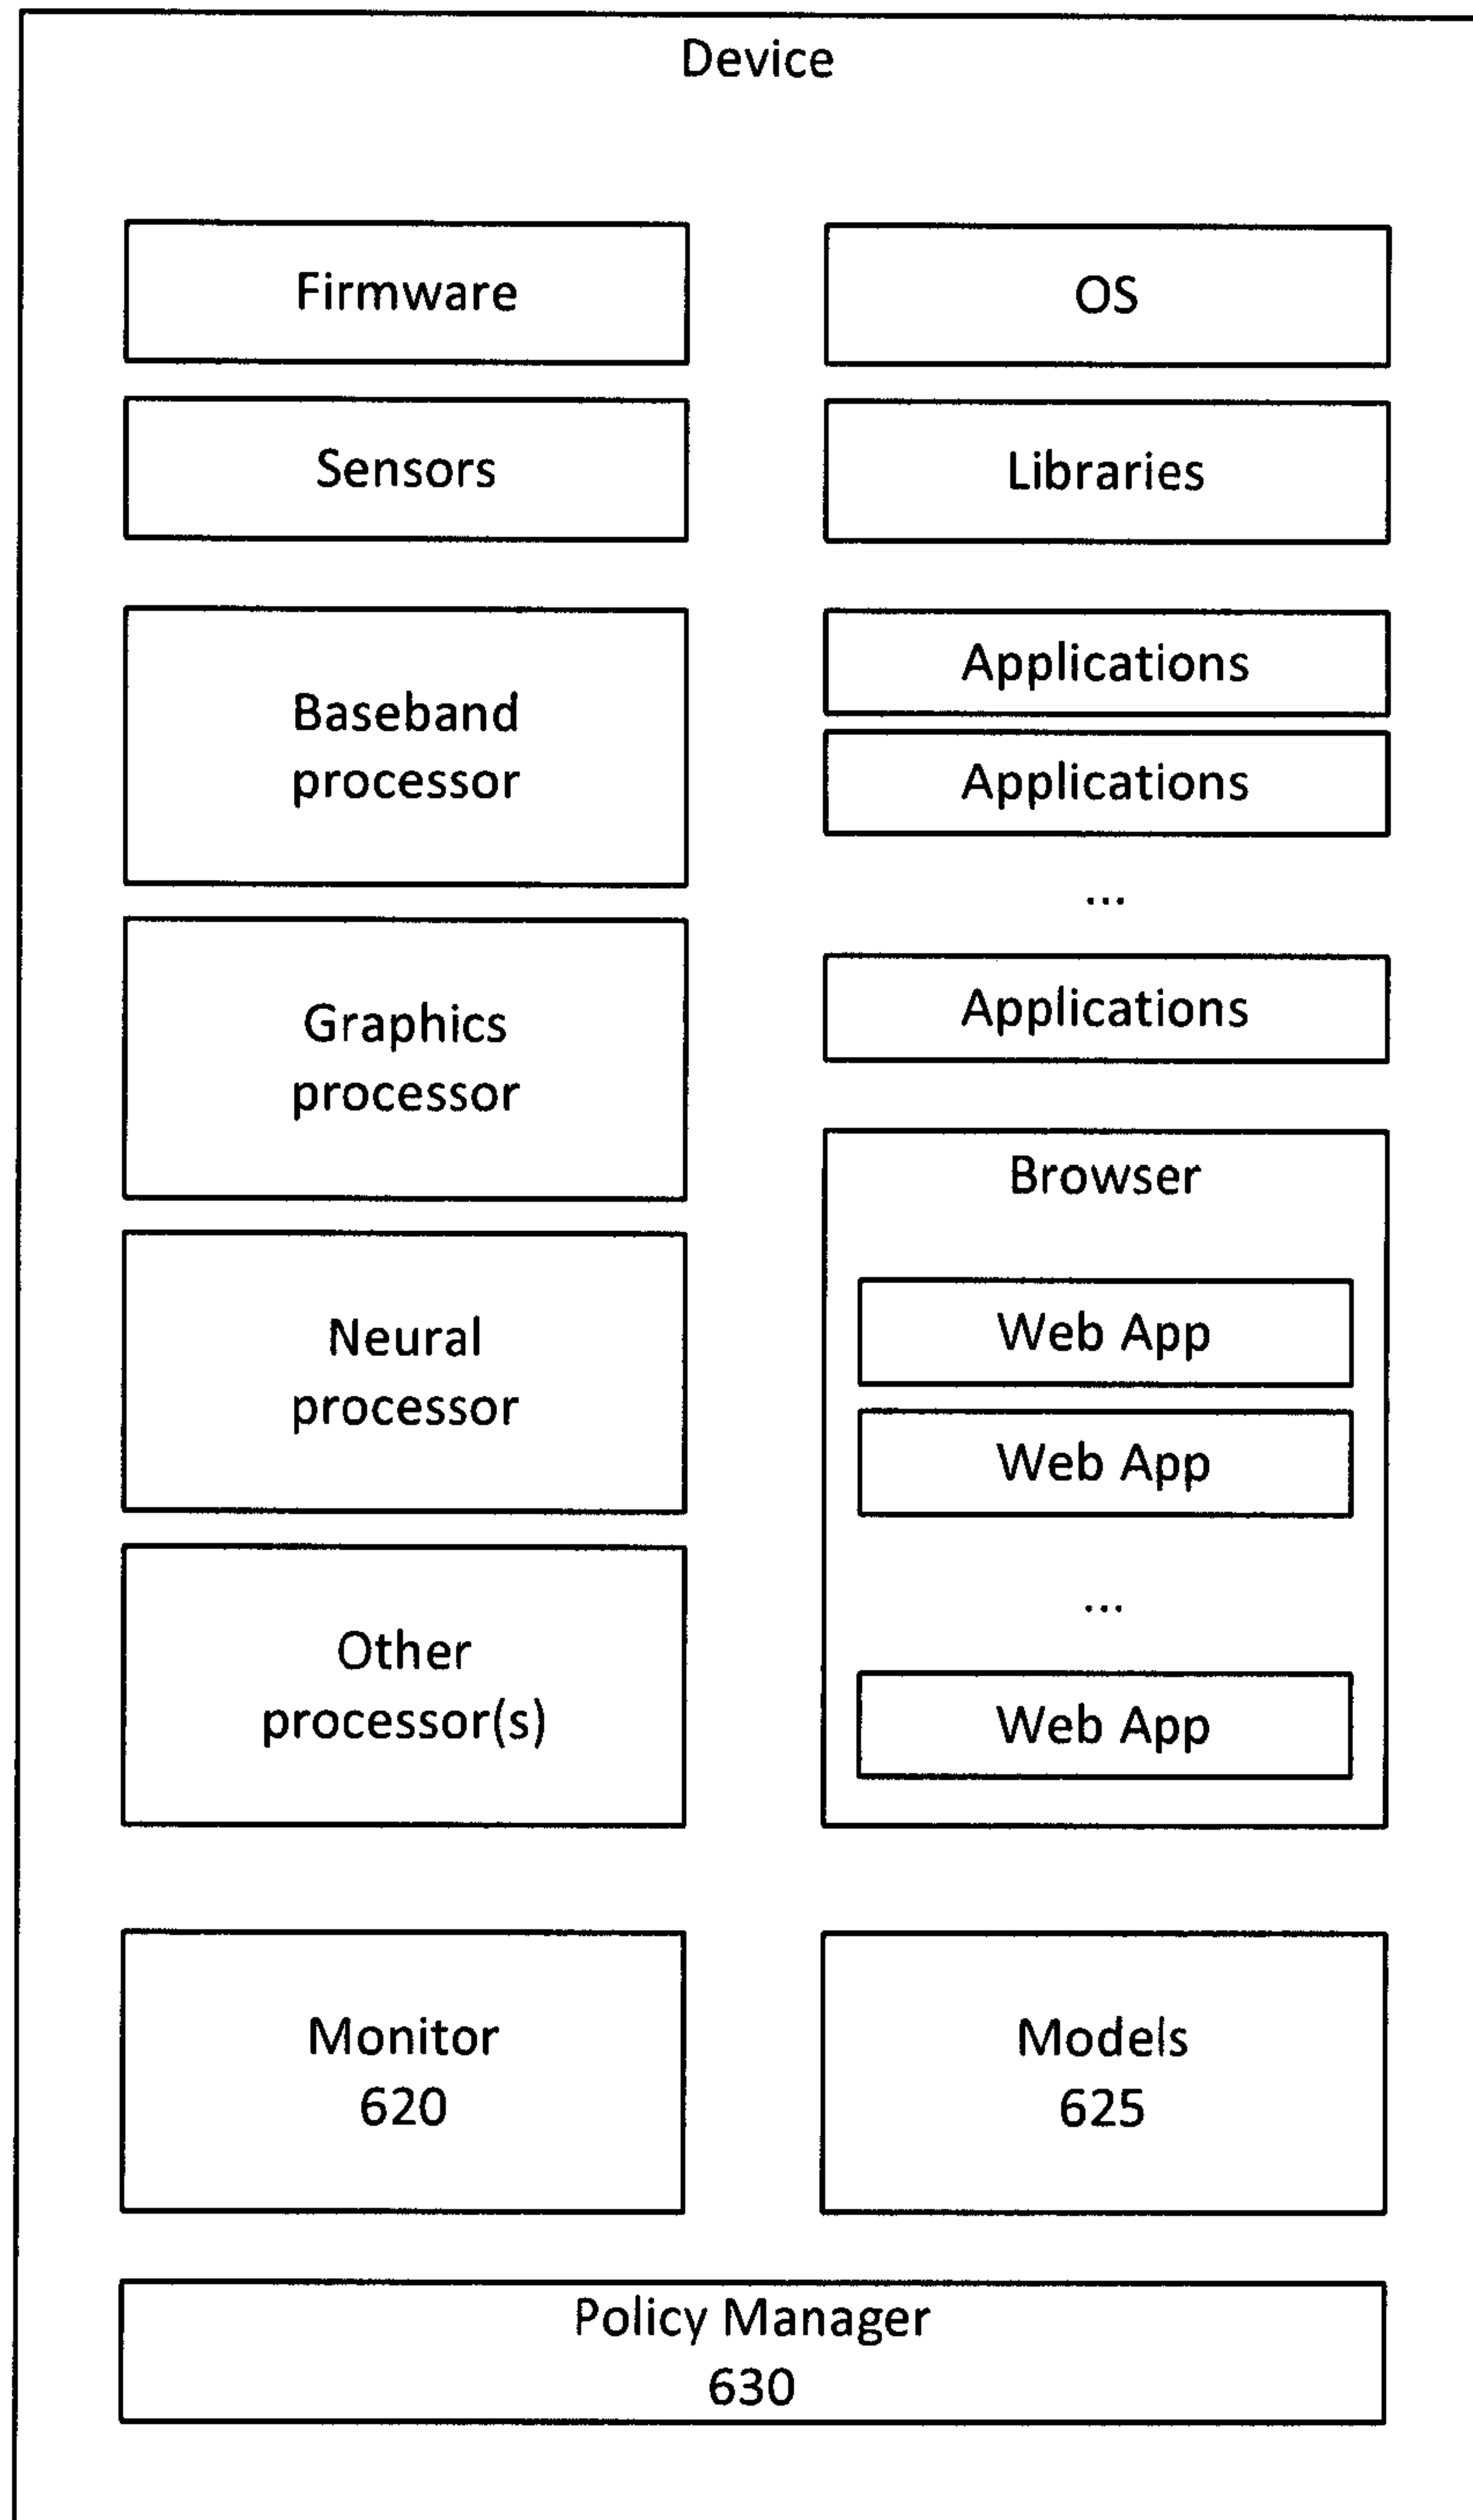 Device
Firmware
OS
Sensors
Libraries
Baseband
processor
Applications
Applications
...
Applications
Graphics
processor
Browser
Web App
Web App
...
Web App
Neural
processor
Other
processor(s)
Monitor
620
Models
625
Policy Manager
630